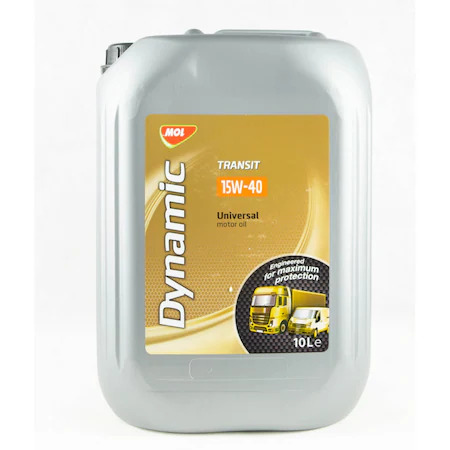 MOL
Dynamic
TRANSIT
15W-40
Universal
motor oil
Engineered
for maximum
protection
10L e